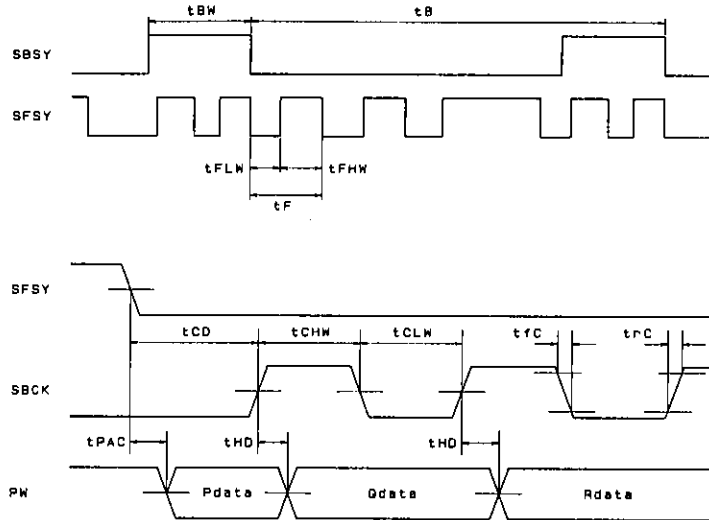 tBW tB
SBSY
SFSY
tFLW tFHW
tF
SFSY
tCD tCHW tCLW tfC trC
SBCK
tPAC tHD tHD
PW Pdata Qdata Rdata